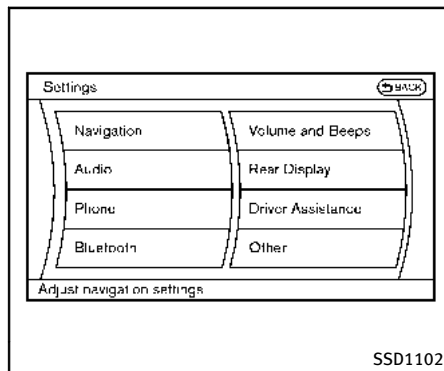 Settings
BACK
Navigation
Volume and Beeps
Audio
Rear Display
Phone
Driver Assistance
Bluetooth
Other
Adjust navigation settings
SSD1102